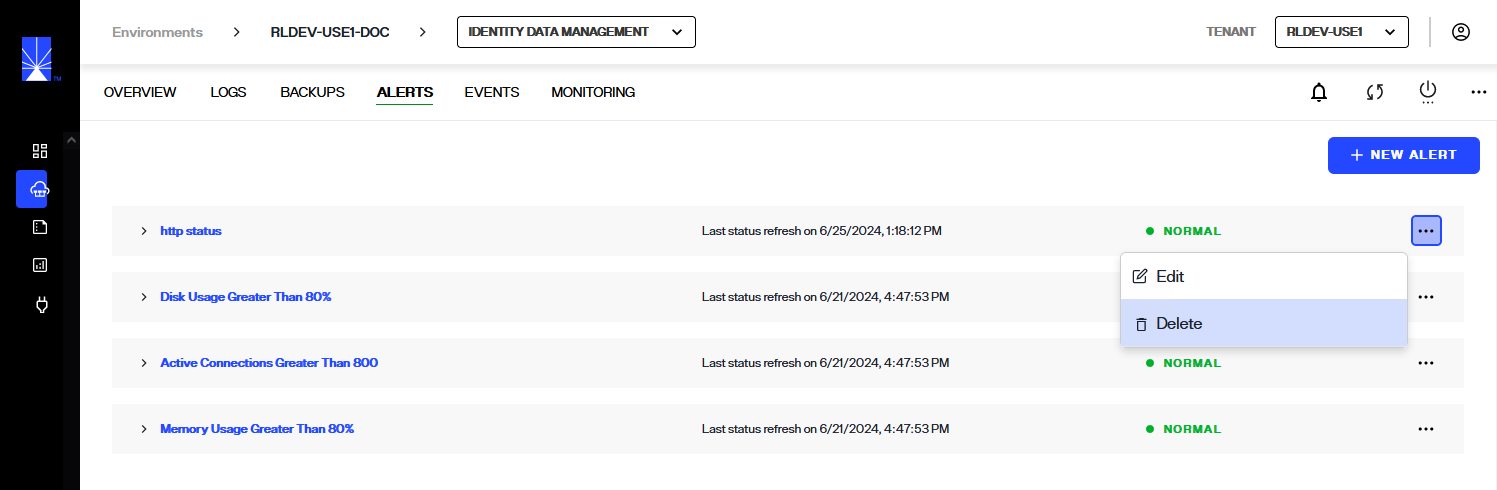 Environments > RLDEV-USE1-DOC > IDENTITY DATA MANAGEMENT TENANT RLDEV-USE1
TM
OVERVIEW LOGS BACKUPS ALERTS EVENTS MONITORING
+ NEW ALERT
http status Last status refresh on 6/25/2024, 1:18:12 PM NORMAL
Edit
Disk Usage Greater Than 80% Last status refresh on 6/21/2024, 4:47:53 PM
Delete
Active Connections Greater Than 800 Last status refresh on 6/21/2024, 4:47:53 PM NORMAL
Memory Usage Greater Than 80% Last status refresh on 6/21/2024, 4:47:53 PM NORMAL